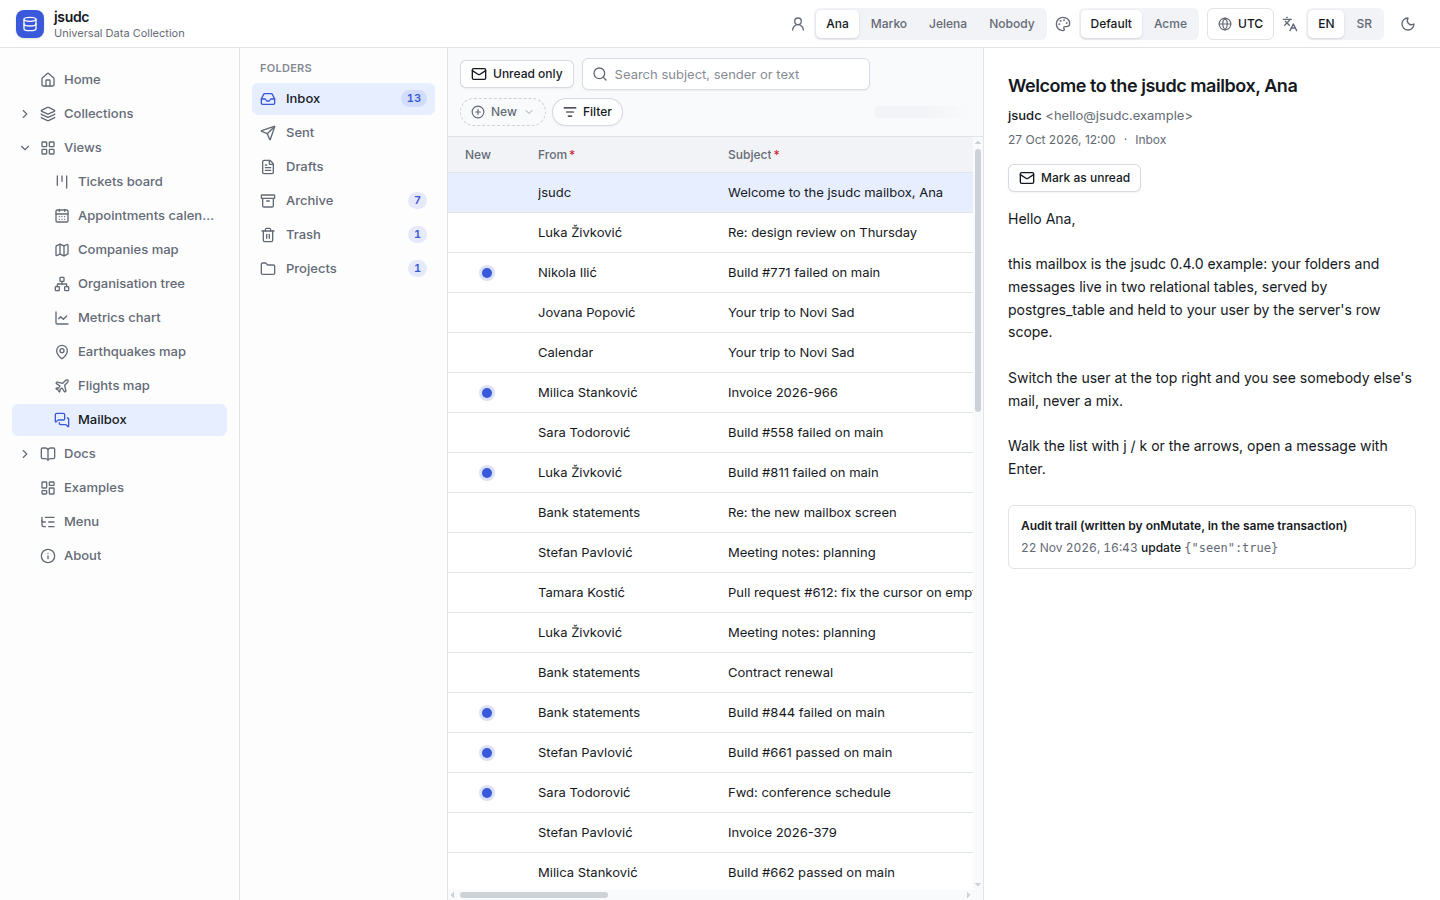 jsudc
Universal Data Collection
Ana Marko Jelena Nobody Default Acme UTC EN SR
Home
Collections
Views
Tickets board
Appointments calen...
Companies map
Organisation tree
Metrics chart
Earthquakes map
Flights map
Mailbox
Docs
Examples
Menu
About
FOLDERS
Inbox 13
Sent
Drafts
Archive 7
Trash 1
Projects 1
Unread only Search subject, sender or text
New Filter
New From* Subject*
jsudc Welcome to the jsudc mailbox, Ana
Luka Živković Re: design review on Thursday
Nikola Ilić Build #771 failed on main
Jovana Popović Your trip to Novi Sad
Calendar Your trip to Novi Sad
Milica Stanković Invoice 2026-966
Sara Todorović Build #558 failed on main
Luka Živković Build #811 failed on main
Bank statements Re: the new mailbox screen
Stefan Pavlović Meeting notes: planning
Tamara Kostić Pull request #612: fix the cursor on empt
Luka Živković Meeting notes: planning
Bank statements Contract renewal
Bank statements Build #844 failed on main
Stefan Pavlović Build #661 passed on main
Sara Todorović Fwd: conference schedule
Stefan Pavlović Invoice 2026-379
Milica Stanković Build #662 passed on main
Welcome to the jsudc mailbox, Ana
jsudc <hello@jsudc.example>
27 Oct 2026, 12:00 · Inbox
Mark as unread
Hello Ana,
this mailbox is the jsudc 0.4.0 example: your folders and
messages live in two relational tables, served by
postgres_table and held to your user by the server's row
scope.
Switch the user at the top right and you see somebody else's
mail, never a mix.
Walk the list with j / k or the arrows, open a message with
Enter.
Audit trail (written by onMutate, in the same transaction)
22 Nov 2026, 16:43 update {"seen":true}